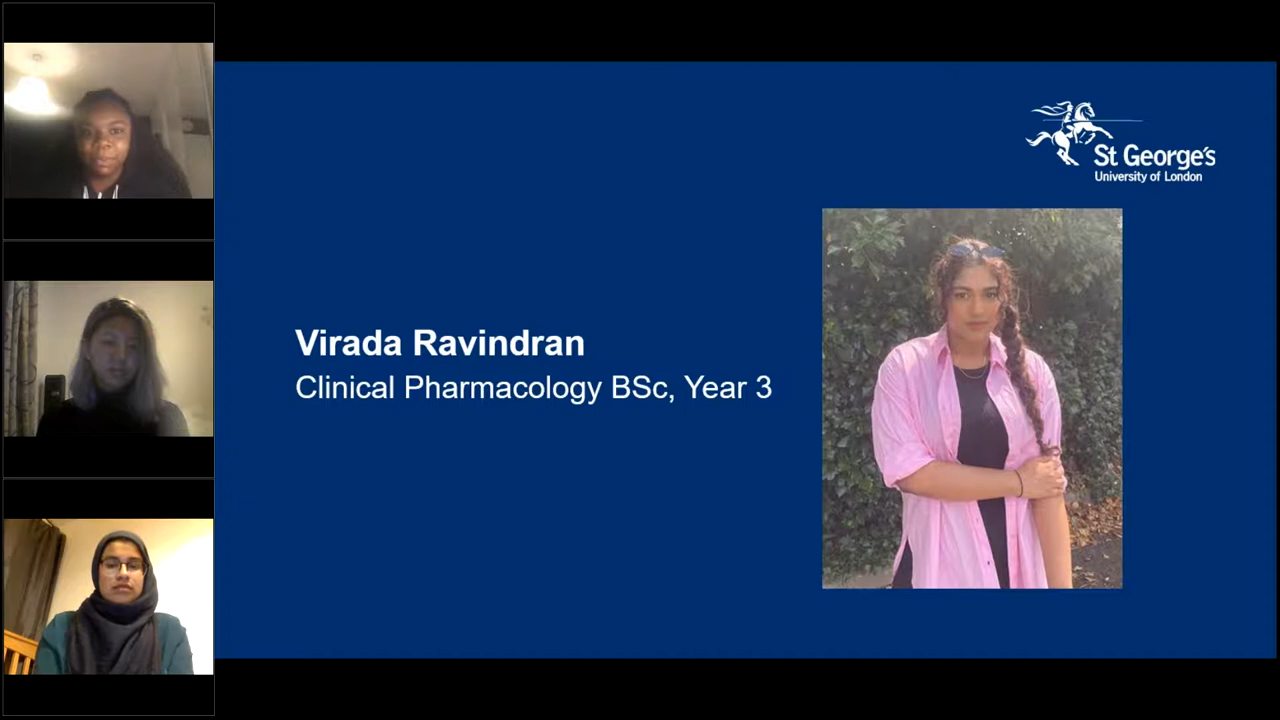 St George's
University of London
Virada Ravindran
Clinical Pharmacology BSc, Year 3